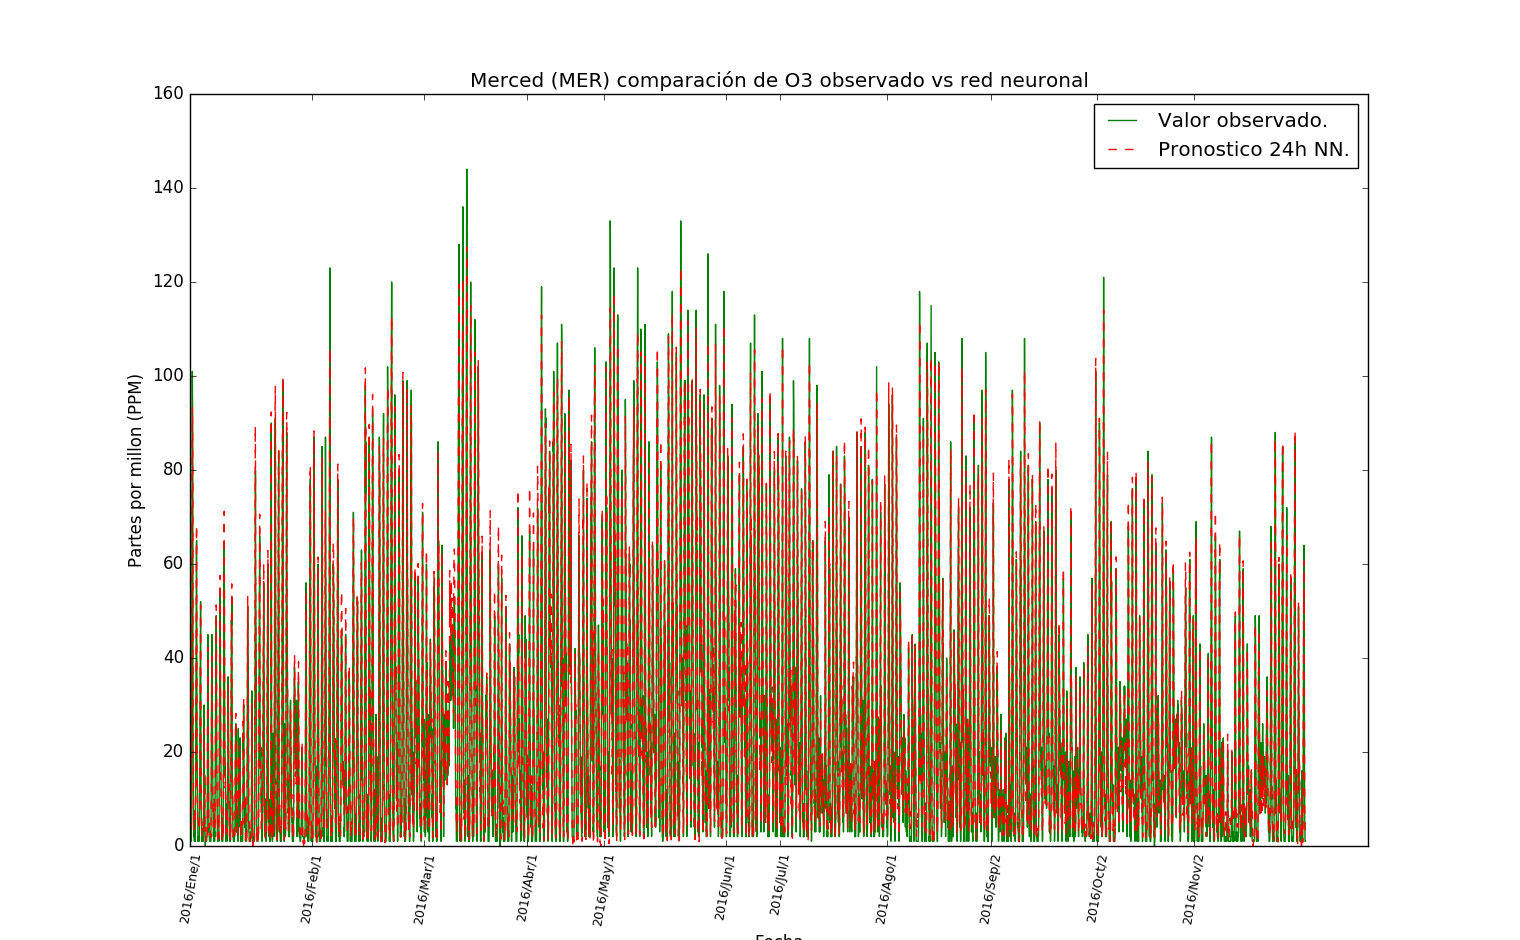 Merced (MER) comparación de O3 observado vs red neuronal
160
140
120
100
80
60
40
20
0
Partes por millon (PPM)
Valor observado.
Pronostico 24h NN.
2016/Ene/1
2016/Feb/1
2016/Mar/1
2016/Abr/1
2016/May/1
2016/Jun/1
2016/Jul/1
2016/Ago/1
2016/Sep/2
2016/Oct/2
2016/Nov/2
Fecha